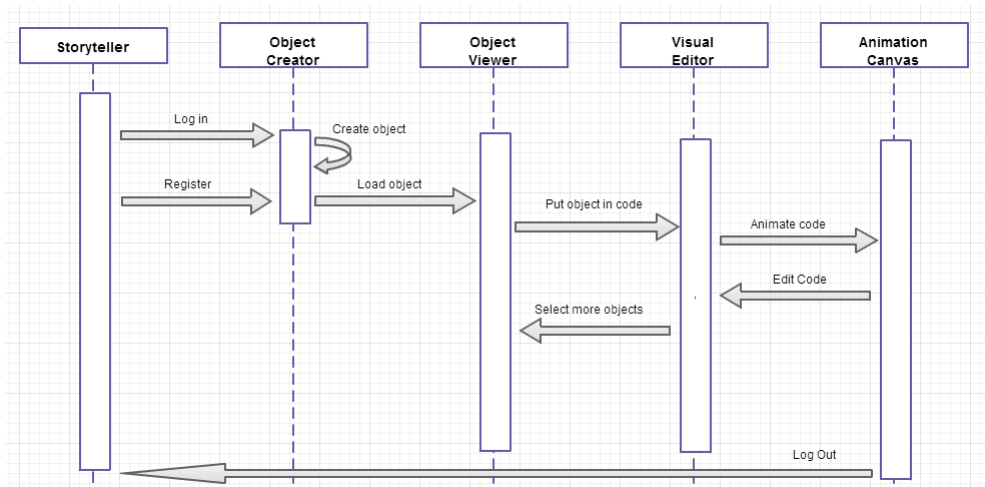 Storyteller
Object
Creator
Object
Viewer
Visual
Editor
Animation
Canvas
Log in
Create object
Register
Load object
Put object in code
Animate code
Edit Code
Select more objects
Log Out